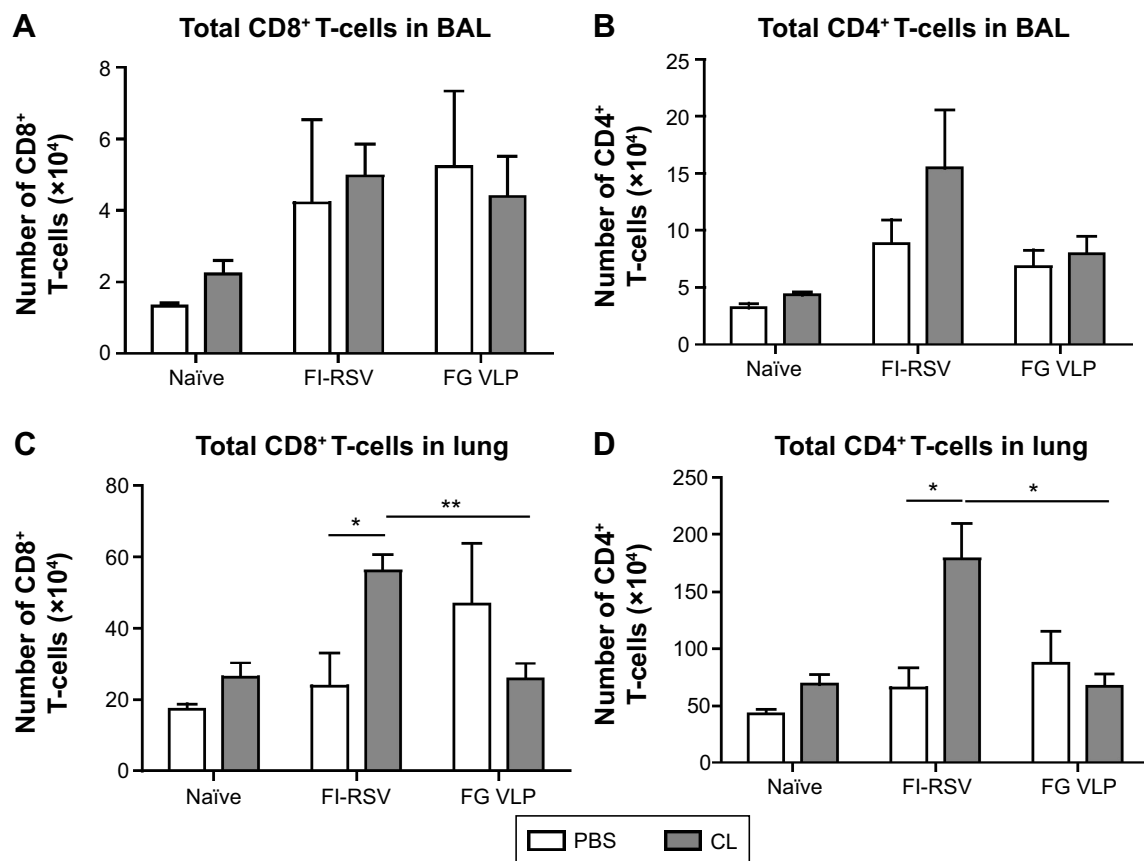 A
Total CD8⁺ T-cells in BAL
Number of CD8⁺
T-cells (×10⁴)
8
6
4
2
0
Naïve FI-RSV FG VLP
B
Total CD4⁺ T-cells in BAL
Number of CD4⁺
T-cells (×10⁴)
25
20
15
10
5
0
Naïve FI-RSV FG VLP
C
Total CD8⁺ T-cells in lung
Number of CD8⁺
T-cells (×10⁴)
80
60
40
20
0
* **
Naïve FI-RSV FG VLP
D
Total CD4⁺ T-cells in lung
Number of CD4⁺
T-cells (×10⁴)
250
200
150
100
50
0
* *
Naïve FI-RSV FG VLP
PBS CL